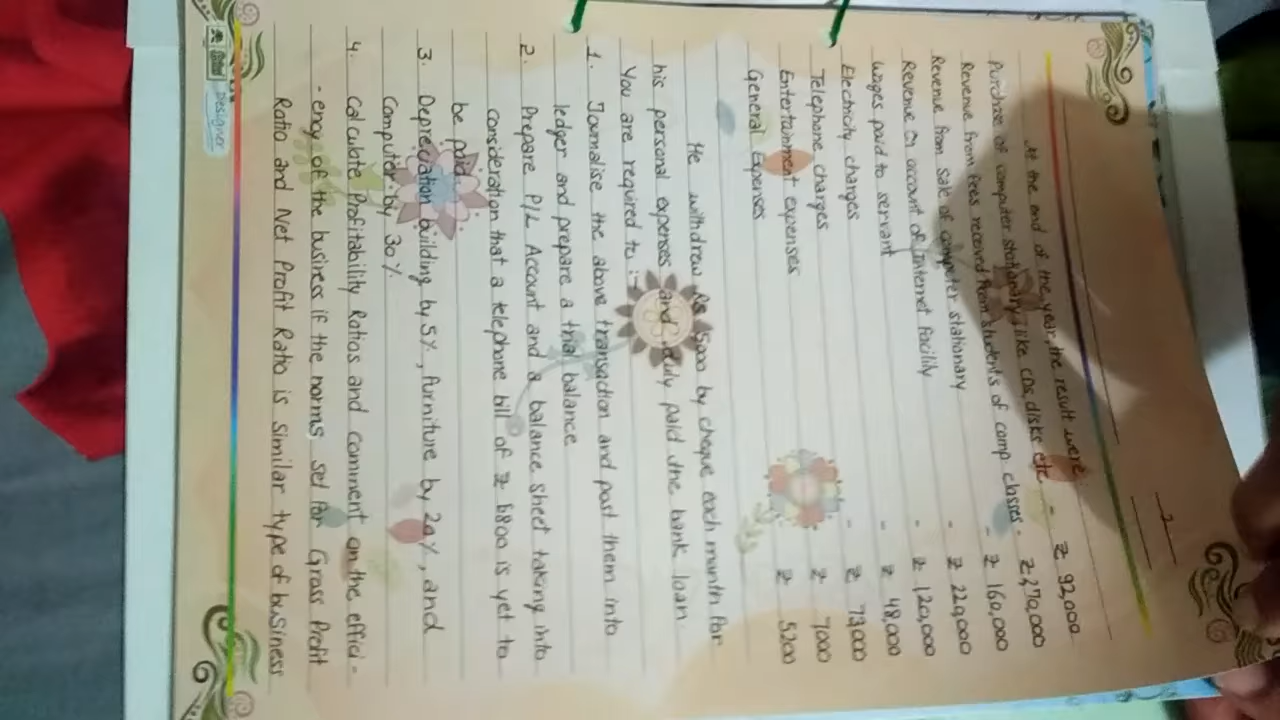 2
At the end of the year, the result were
Purchase of computer stationary like CDs, disks etc - ₹ 92,000
Revenue from fees received from students of comp classes - ₹ 2,70,000
Revenue from sale of computer stationary - ₹ 160,000
Revenue on account of Internet facility - ₹ 220,000
Wages paid to servant - ₹ 120,000
Electricity charges - ₹ 48,000
Telephone charges - ₹ 73,000
Entertainment expenses ₹ 7000
General Expenses ₹ 5200
He withdrew Rs 5000 by cheque each month for
his personal expenses and duly paid the bank loan.
You are required to :-
1. Journalise the above transaction and post them into
ledger and prepare a trial balance.
2. Prepare P/L Account and a balance sheet taking into
consideration that a telephone bill of ₹ 6800 is yet to
be paid.
3. Depreciation building by 5%, furniture by 20%, and
Computer by 30%.
4. Calculate Profitability Ratios and comment on the effici-
- ency of the business if the norms set for Gross Profit
Ratio and Net Profit Ratio is similar type of business
Designer